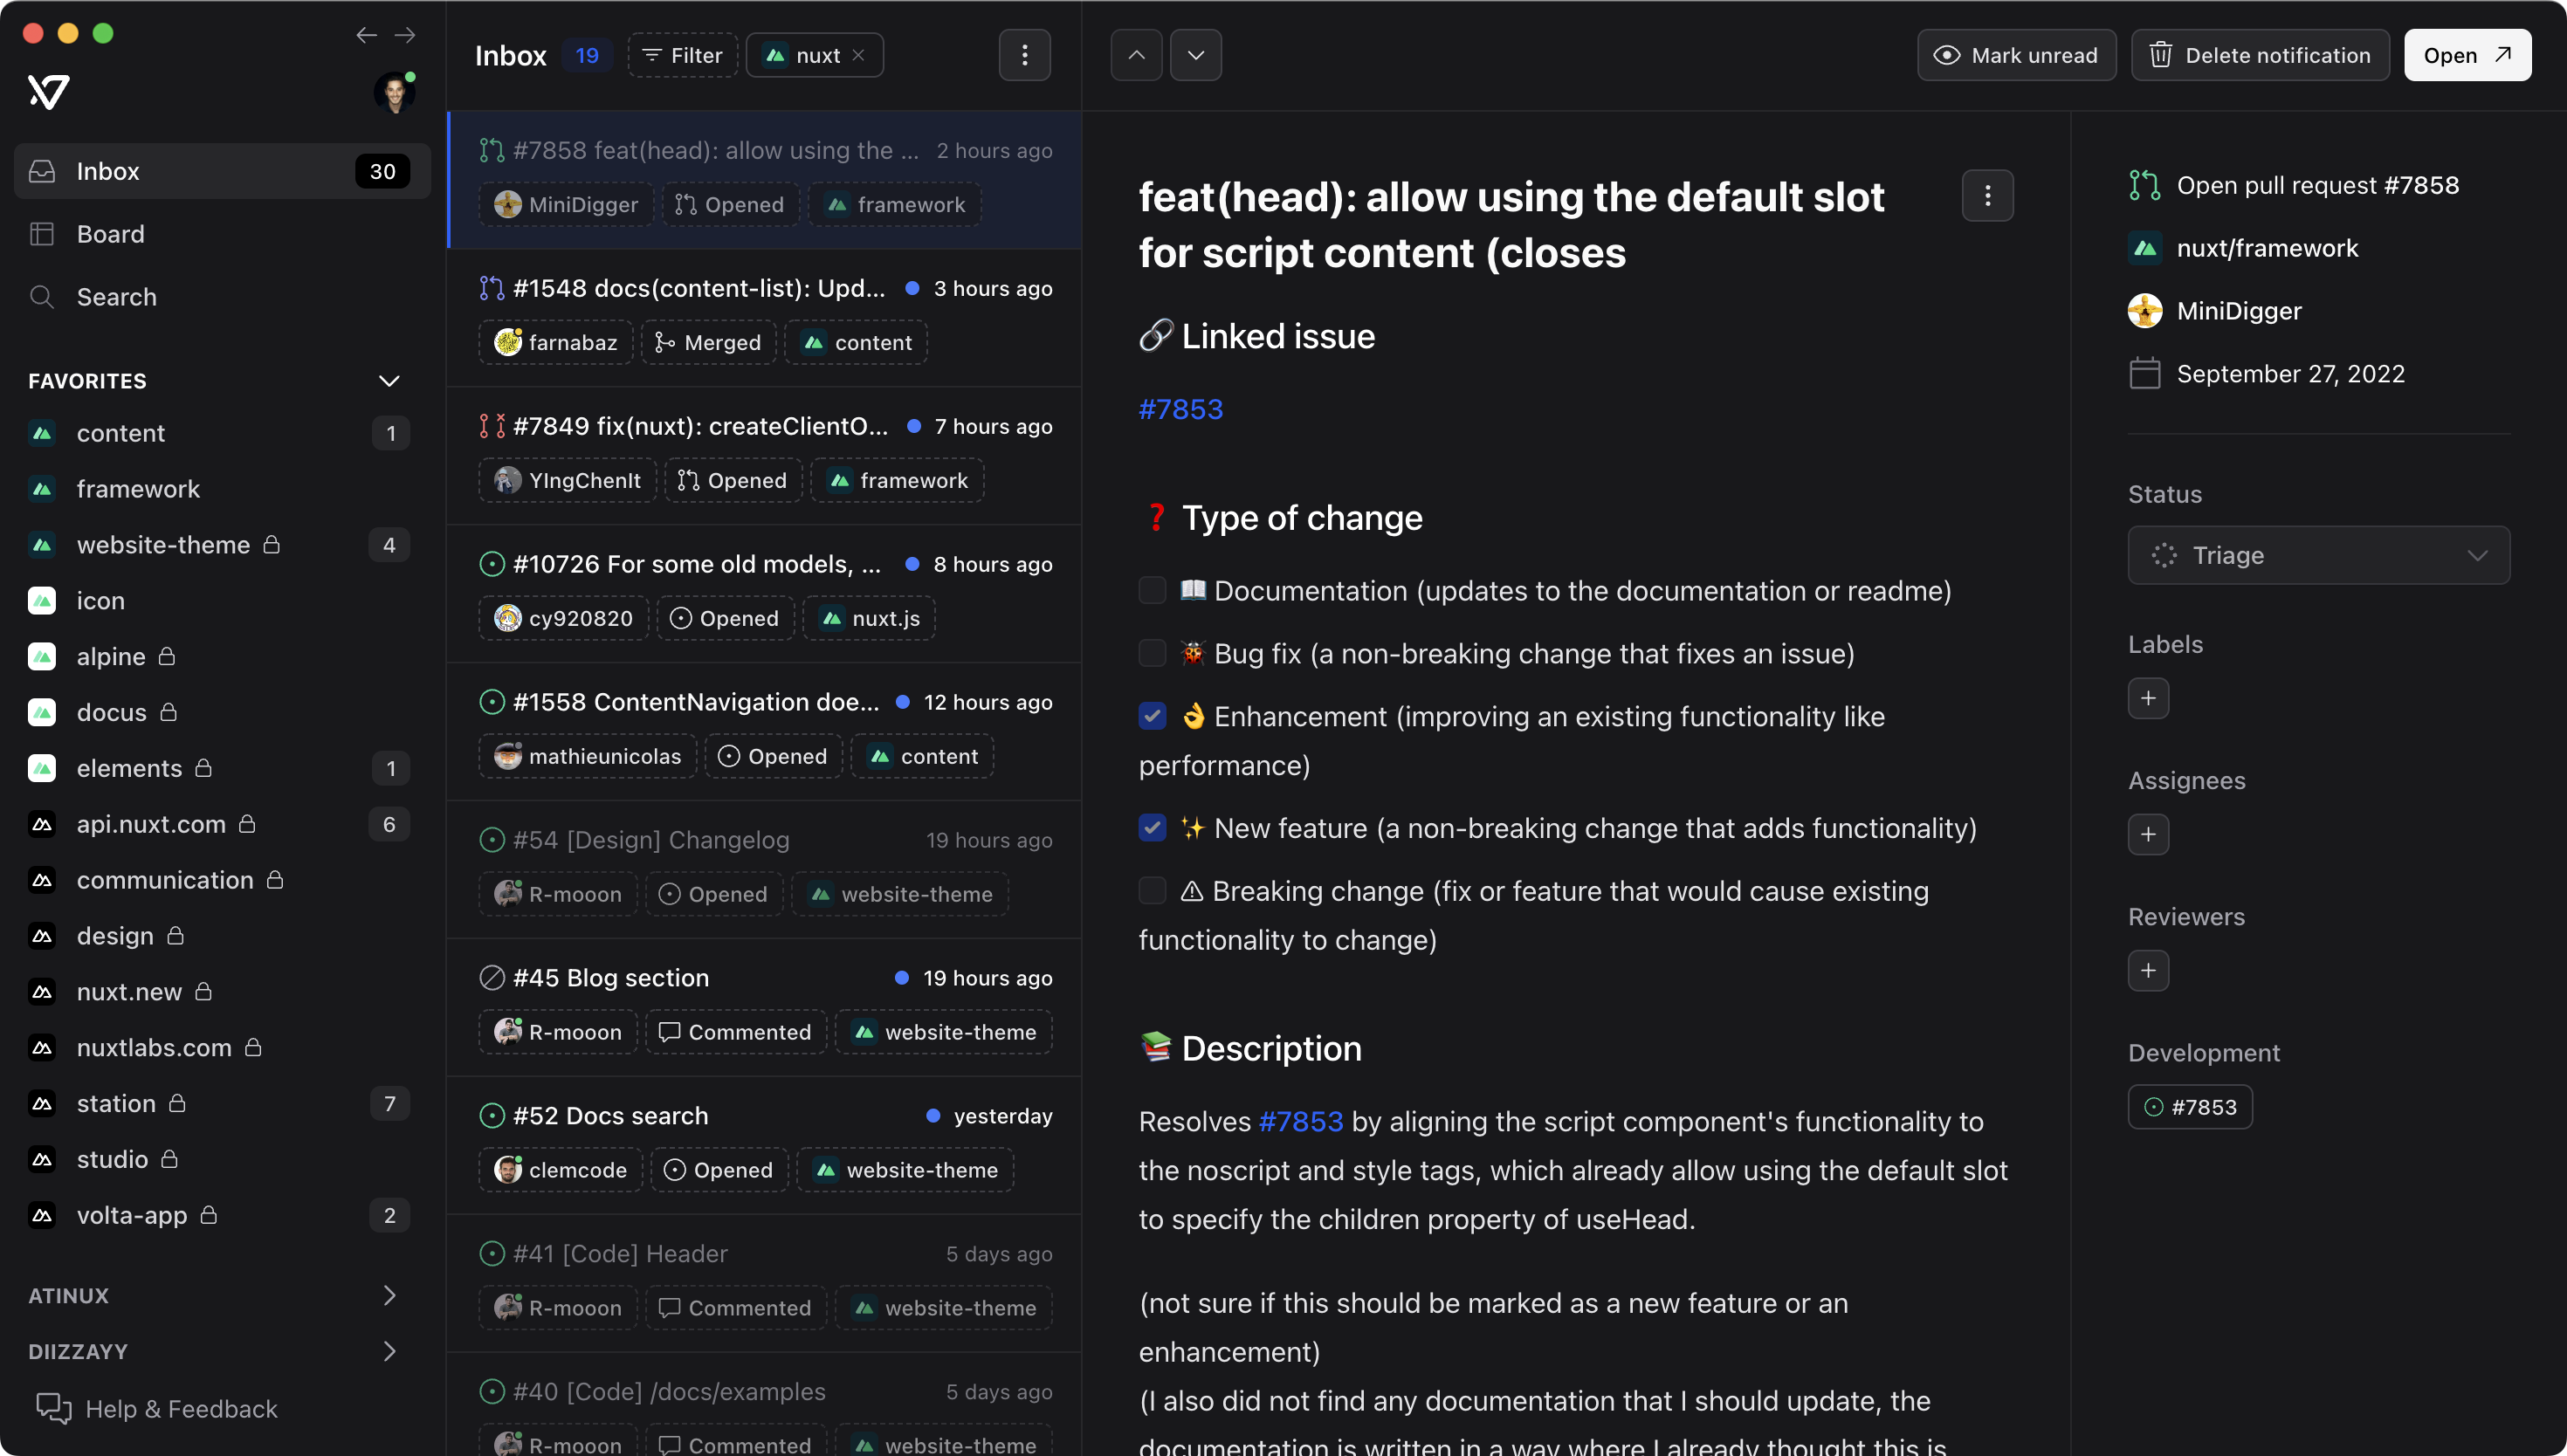 Inbox 30
Board
Search
FAVORITES
content 1
framework
website-theme 4
icon
alpine
docus
elements 1
api.nuxt.com 6
communication
design
nuxt.new
nuxtlabs.com
station 7
studio
volta-app 2
ATINUX
DIIZZAYY
Help & Feedback
Inbox 19 Filter nuxt
#7858 feat(head): allow using the ... 2 hours ago
MiniDigger Opened framework
#1548 docs(content-list): Upd... 3 hours ago
farnabaz Merged content
#7849 fix(nuxt): createClientO... 7 hours ago
YIngChenIt Opened framework
#10726 For some old models, ... 8 hours ago
cy920820 Opened nuxt.js
#1558 ContentNavigation doe... 12 hours ago
mathieunicolas Opened content
#54 [Design] Changelog 19 hours ago
R-mooon Opened website-theme
#45 Blog section 19 hours ago
R-mooon Commented website-theme
#52 Docs search yesterday
clemcode Opened website-theme
#41 [Code] Header 5 days ago
R-mooon Commented website-theme
#40 [Code] /docs/examples 5 days ago
R-mooon Commented website-theme
Mark unread Delete notification Open
feat(head): allow using the default slot
for script content (closes
🔗 Linked issue
#7853
❓ Type of change
📖 Documentation (updates to the documentation or readme)
🐞 Bug fix (a non-breaking change that fixes an issue)
👌 Enhancement (improving an existing functionality like
performance)
✨ New feature (a non-breaking change that adds functionality)
⚠ Breaking change (fix or feature that would cause existing
functionality to change)
📚 Description
Resolves #7853 by aligning the script component's functionality to
the noscript and style tags, which already allow using the default slot
to specify the children property of useHead.
(not sure if this should be marked as a new feature or an
enhancement)
(I also did not find any documentation that I should update, the
documentation is written in a way where I already thought this is
Open pull request #7858
nuxt/framework
MiniDigger
September 27, 2022
Status
Triage
Labels
Assignees
Reviewers
Development
#7853